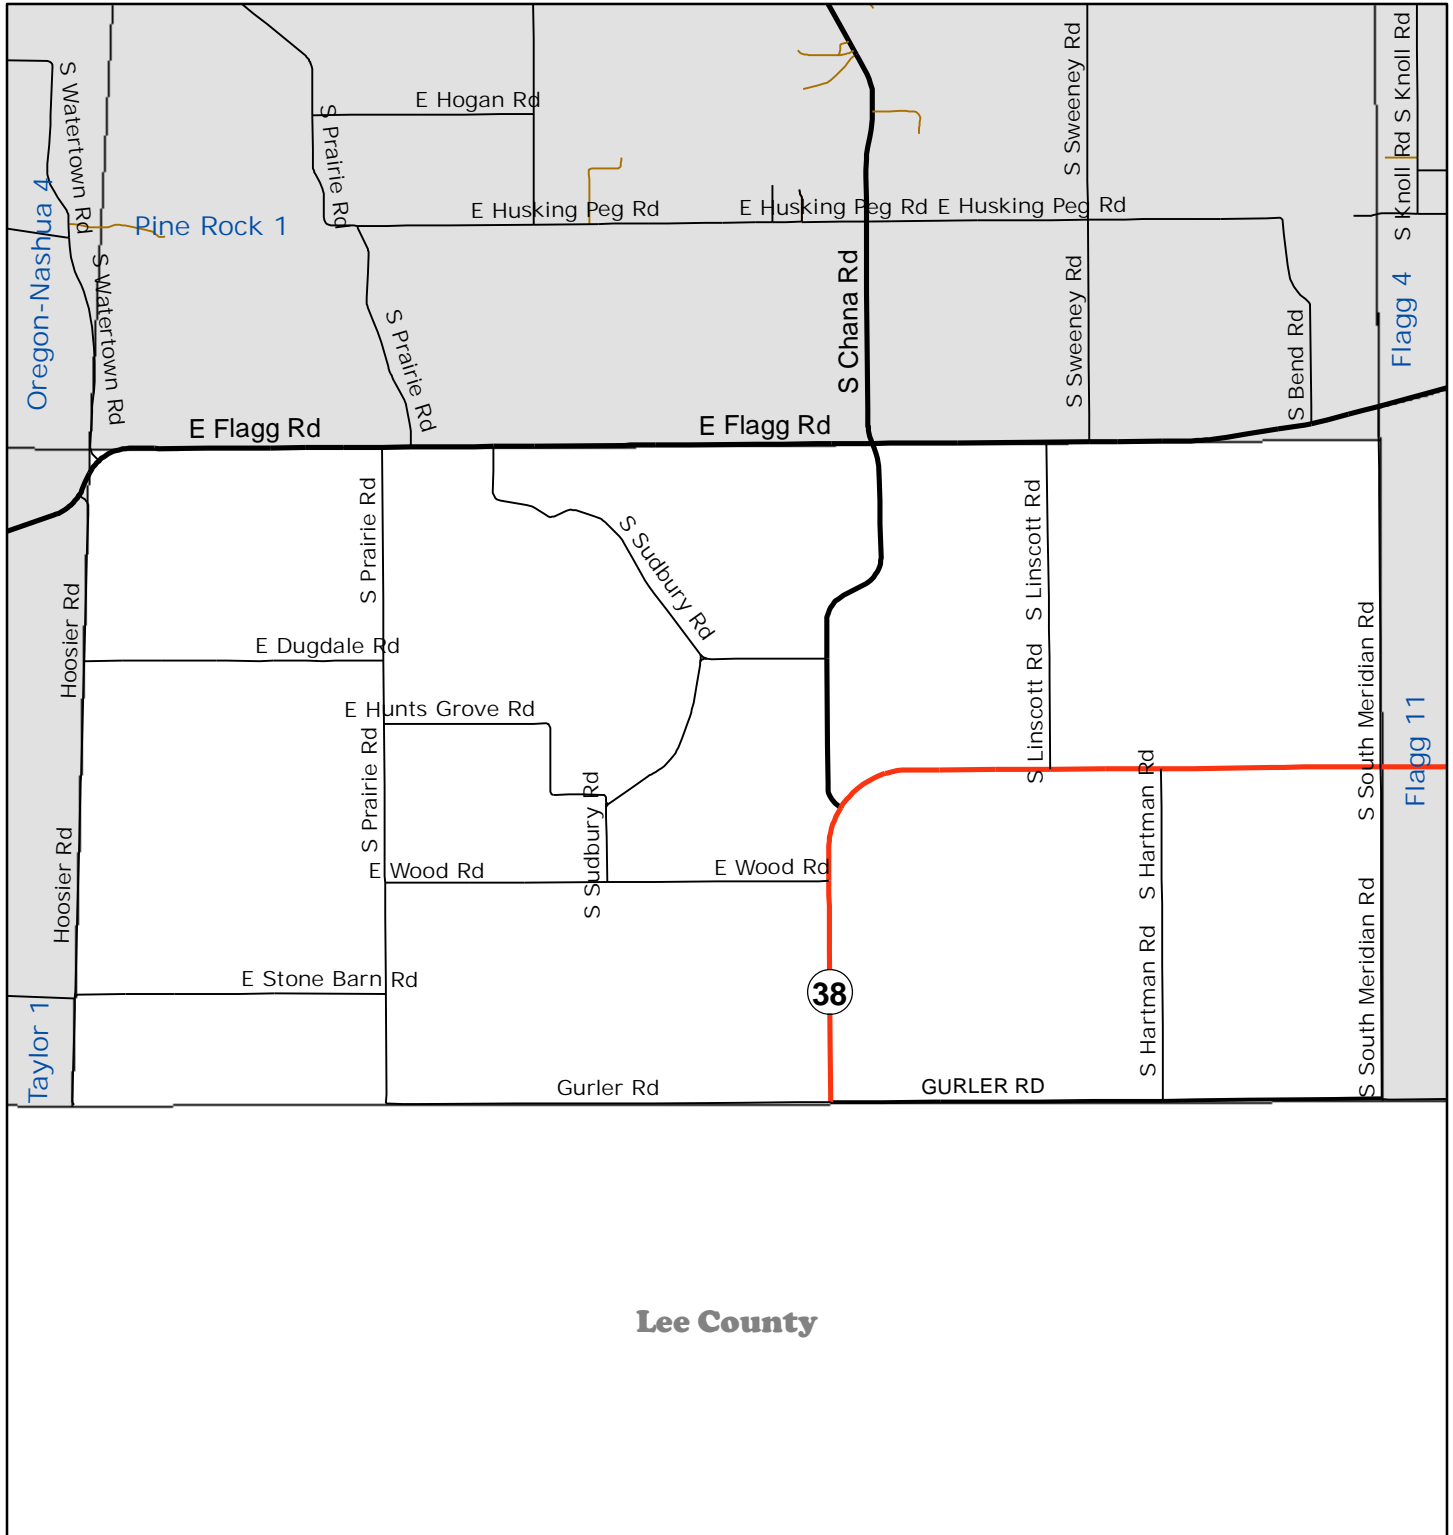 S Watertown Rd
E Hogan Rd
S Prairie Rd
S Sweeney Rd
S Knoll Rd
S Knoll Rd
Oregon-Nashua 4
Pine Rock 1
E Husking Peg Rd
E Husking Peg Rd
E Husking Peg Rd
S Watertown Rd
S Prairie Rd
S Chana Rd
S Sweeney Rd
S Bend Rd
Flagg 4
E Flagg Rd
E Flagg Rd
S Prairie Rd
S Sudbury Rd
S Linscott Rd
Hoosier Rd
E Dugdale Rd
S Linscott Rd
S South Meridian Rd
E Hunts Grove Rd
S Prairie Rd
S Sudbury Rd
S Hartman Rd
Flagg 11
Hoosier Rd
E Wood Rd
E Wood Rd
E Stone Barn Rd
38
S Hartman Rd
S South Meridian Rd
Taylor 1
Gurler Rd
GURLER RD
Lee County